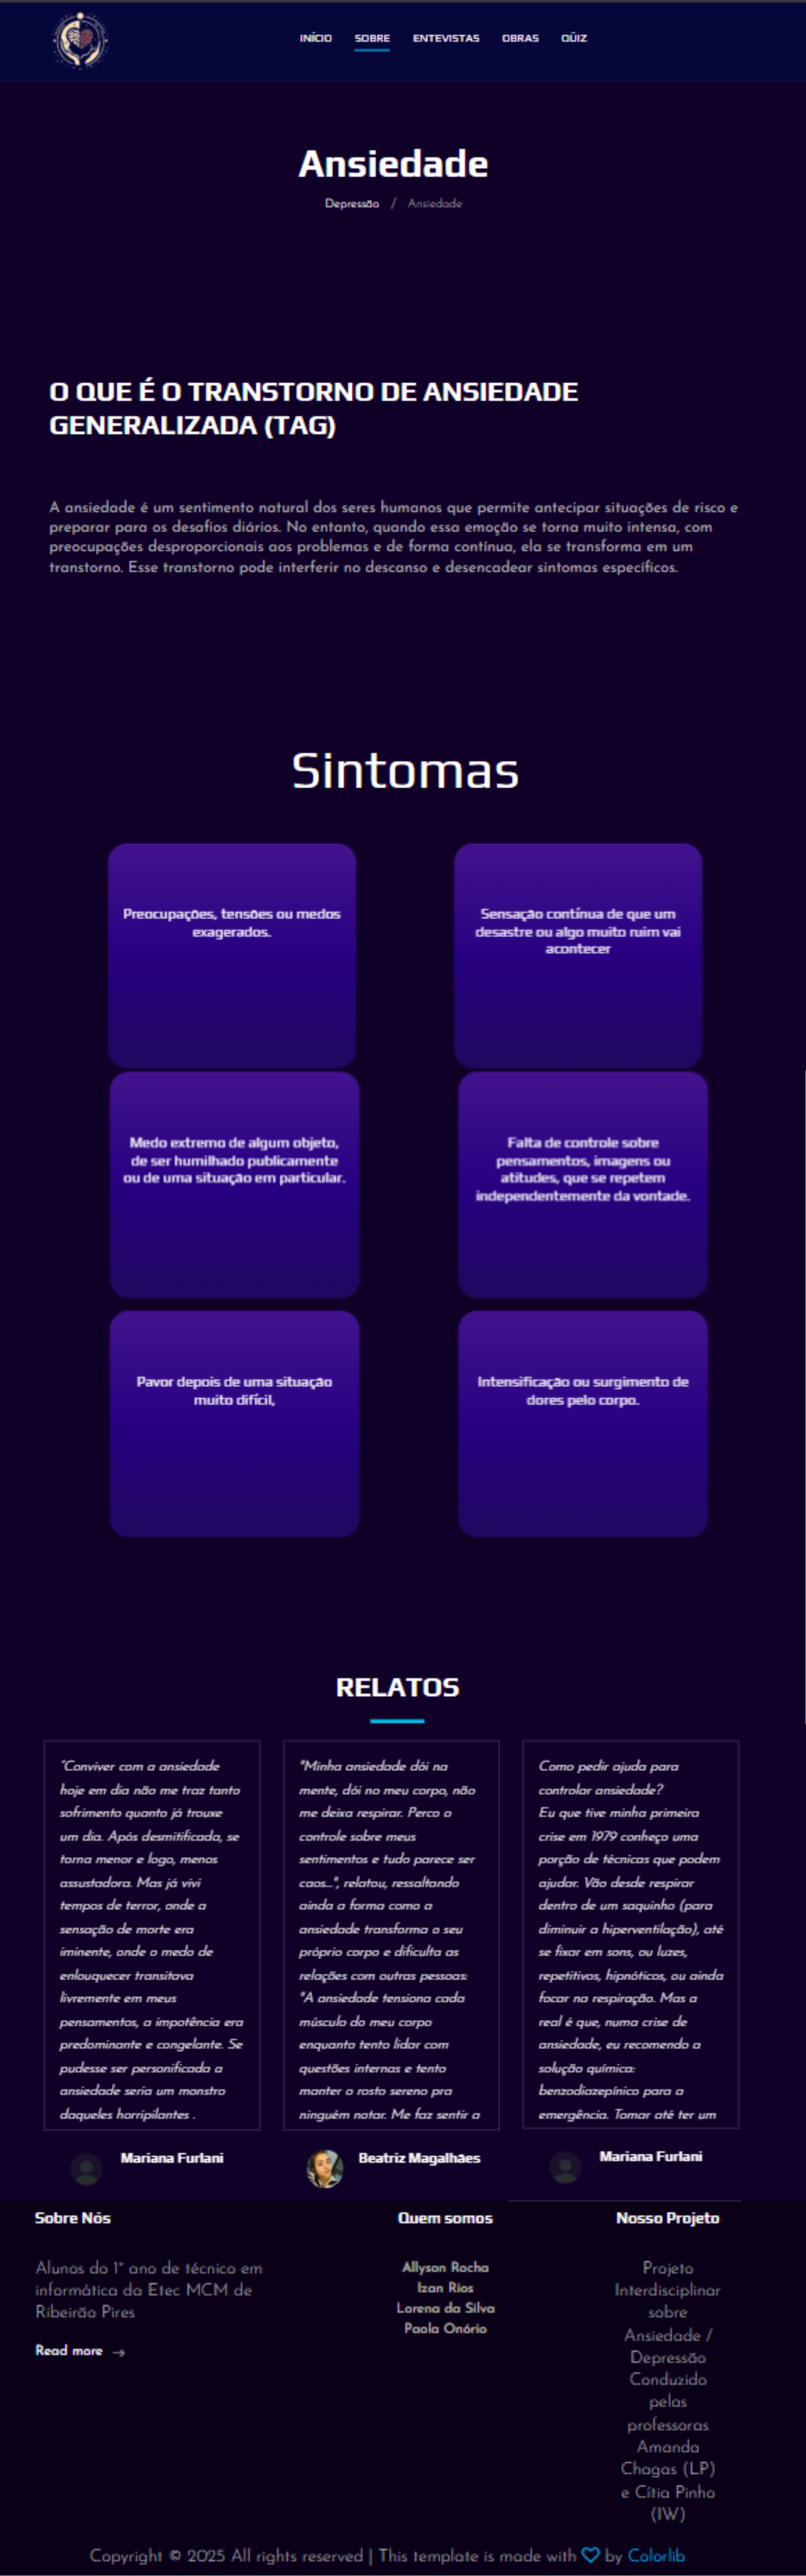 INÍCIO SOBRE ENTEVISTAS OBRAS QÜIZ
Ansiedade
Depressão / Ansiedade
O QUE É O TRANSTORNO DE ANSIEDADE
GENERALIZADA (TAG)
A ansiedade é um sentimento natural dos seres humanos que permite antecipar situações de risco e
preparar para os desafios diários. No entanto, quando essa emoção se torna muito intensa, com
preocupações desproporcionais aos problemas e de forma contínua, ela se transforma em um
transtorno. Esse transtorno pode interferir no descanso e desencadear sintomas específicos.
Sintomas
Preocupações, tensões ou medos
exagerados.
Sensação contínua de que um
desastre ou algo muito ruim vai
acontecer
Medo extremo de algum objeto,
de ser humilhado publicamente
ou de uma situação em particular.
Falta de controle sobre
pensamentos, imagens ou
atitudes, que se repetem
independentemente da vontade.
Pavor depois de uma situação
muito difícil,
Intensificação ou surgimento de
dores pelo corpo.
RELATOS
"Conviver com a ansiedade
hoje em dia não me traz tanto
sofrimento quanto já trouxe
um dia. Após desmitificada, se
torna menor e logo, menos
assustadora. Mas já vivi
tempos de terror, onde a
sensação de morte era
iminente, onde o medo de
enlouquecer transitava
livremente em meus
pensamentos, a impotência era
predominante e congelante. Se
pudesse ser personificada a
ansiedade seria um monstro
daqueles horripilantes .
Mariana Furlani
"Minha ansiedade dói na
mente, dói no meu corpo, não
me deixa respirar. Perco o
controle sobre meus
sentimentos e tudo parece ser
caos...", relatou, ressaltando
ainda a forma como a
ansiedade transforma o seu
próprio corpo e dificulta as
relações com outras pessoas:
"A ansiedade tensiona cada
músculo do meu corpo
enquanto tento lidar com
questões internas e tento
manter o rosto sereno pra
ninguém notar. Me faz sentir a
Beatriz Magalhães
Como pedir ajuda para
controlar ansiedade?
Eu que tive minha primeira
crise em 1979 conheço uma
porção de técnicas que podem
ajudar. Vão desde respirar
dentro de um saquinho (para
diminuir a hiperventilação), até
se fixar em sons, ou luzes,
repetitivos, hipnóticos, ou ainda
focar na respiração. Mas a
real é que, numa crise de
ansiedade, eu recomendo a
solução química:
benzodiazepínico para a
emergência. Tomar até ter um
Mariana Furlani
Sobre Nós
Alunos do 1° ano de técnico em
informática da Etec MCM de
Ribeirão Pires
Read more →
Quem somos
Allyson Rocha
Izan Rios
Lorena da Silva
Paola Onório
Nosso Projeto
Projeto
Interdisciplinar
sobre
Ansiedade /
Depressão
Conduzido
pelas
professoras
Amanda
Chagas (LP)
e Cítia Pinho
(IW)
Copyright © 2025 All rights reserved | This template is made with ♡ by Colorlib